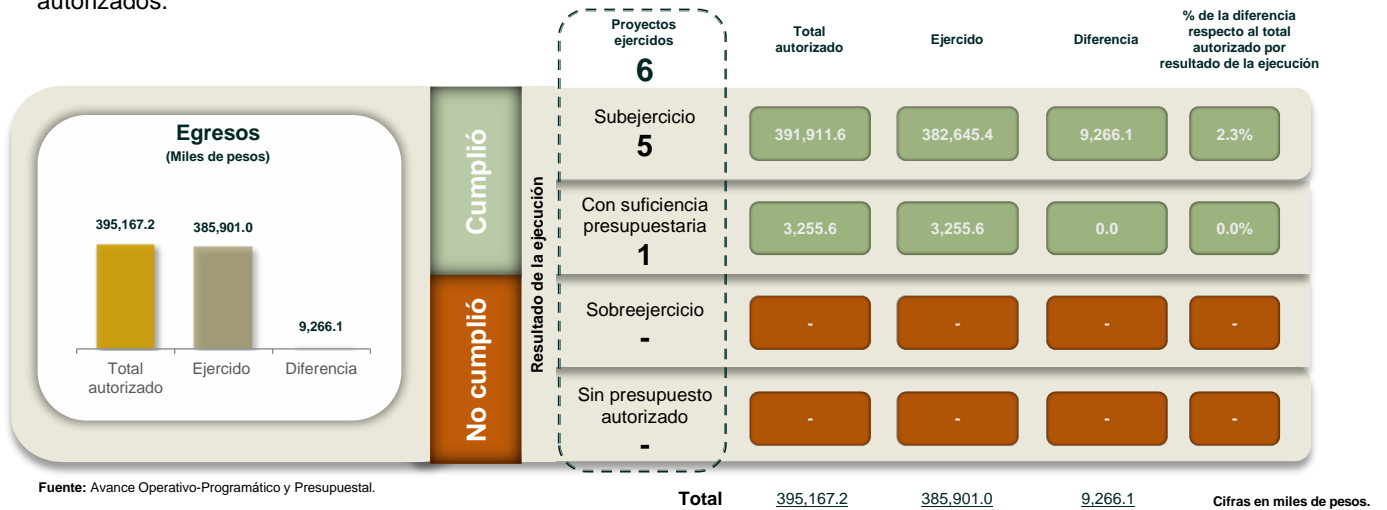 autorizados.
Proyectos
ejercidos
6
Total
autorizado
Ejercido
Diferencia
% de la diferencia
respecto al total
autorizado por
resultado de la ejecución
Egresos
(Miles de pesos)
395,167.2
385,901.0
9,266.1
Total
autorizado
Ejercido
Diferencia
Cumplió
No cumplió
Resultado de la ejecución
Subejercicio
5
391,911.6
382,645.4
9,266.1
2.3%
Con suficiencia
presupuestaria
1
3,255.6
3,255.6
0.0
0.0%
Sobreejercicio
-
-
-
-
-
Sin presupuesto
autorizado
-
-
-
-
-
Fuente: Avance Operativo-Programático y Presupuestal.
Total
395,167.2
385,901.0
9,266.1
Cifras en miles de pesos.